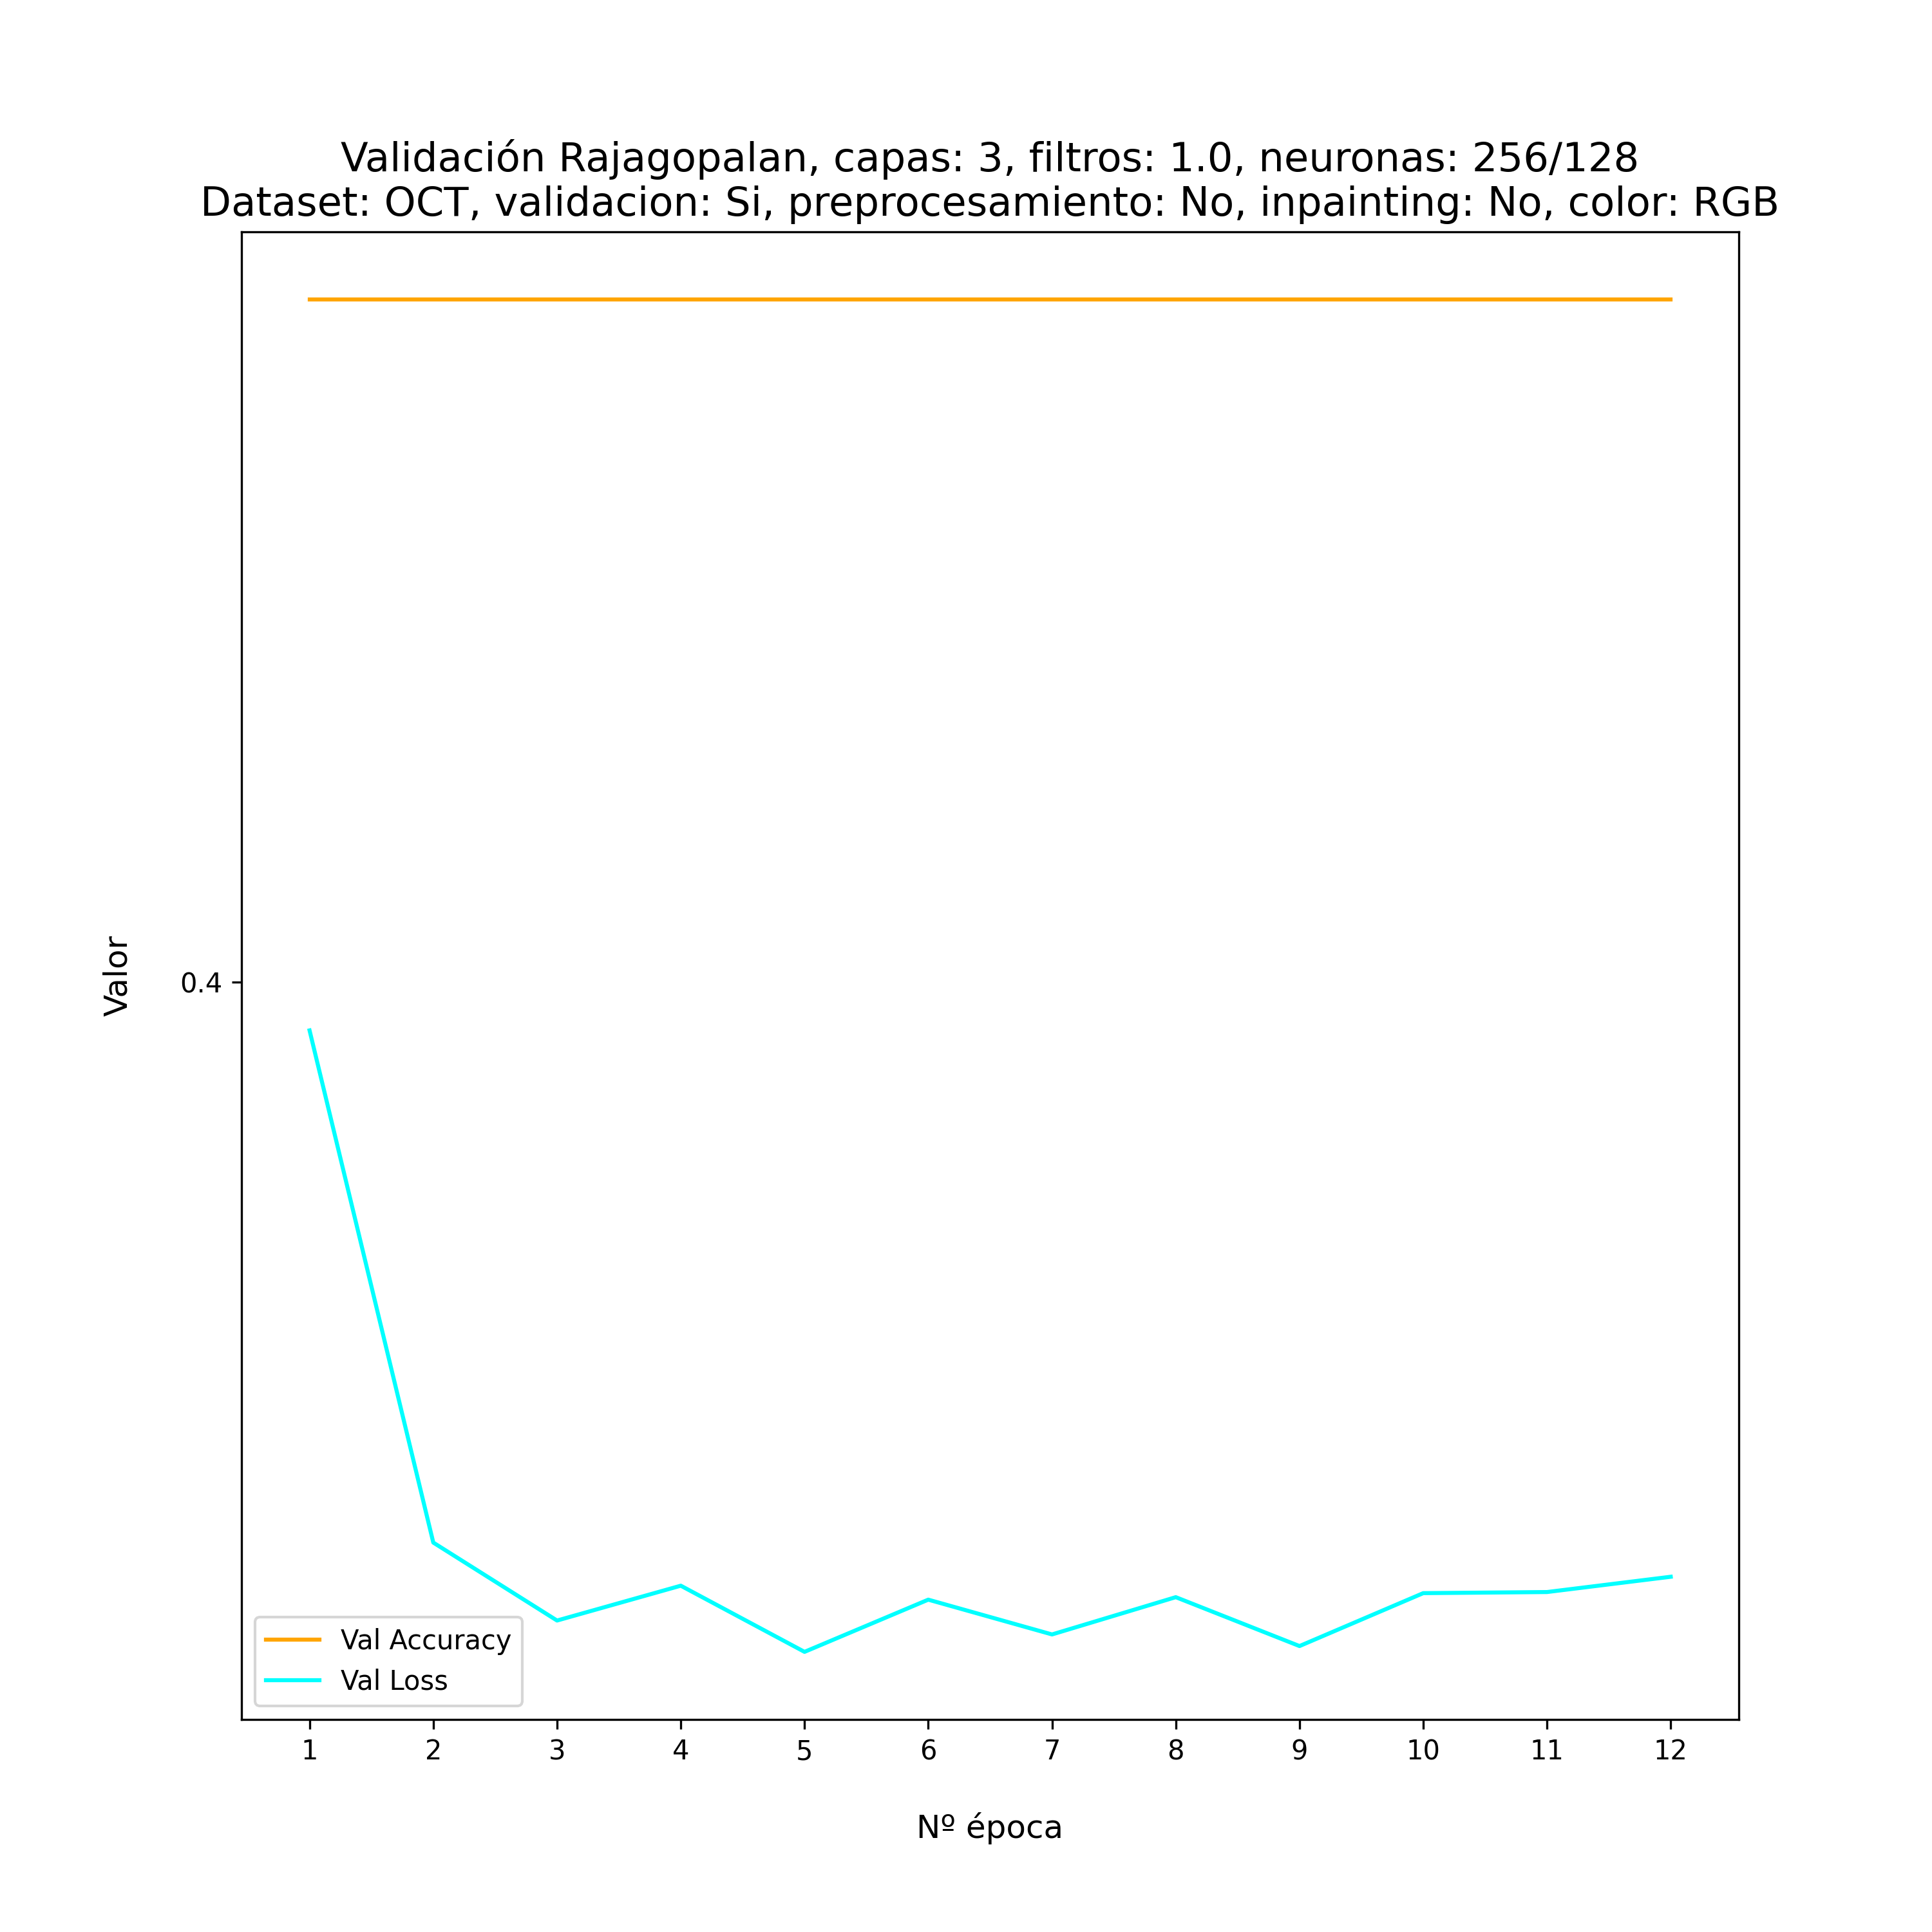 Validación Rajagopalan, capas: 3, filtros: 1.0, neuronas: 256/128
Dataset: OCT, validacion: Si, preprocesamiento: No, inpainting: No, color: RGB
Valor
0.4
Val Accuracy
Val Loss
1 2 3 4 5 6 7 8 9 10 11 12
Nº época